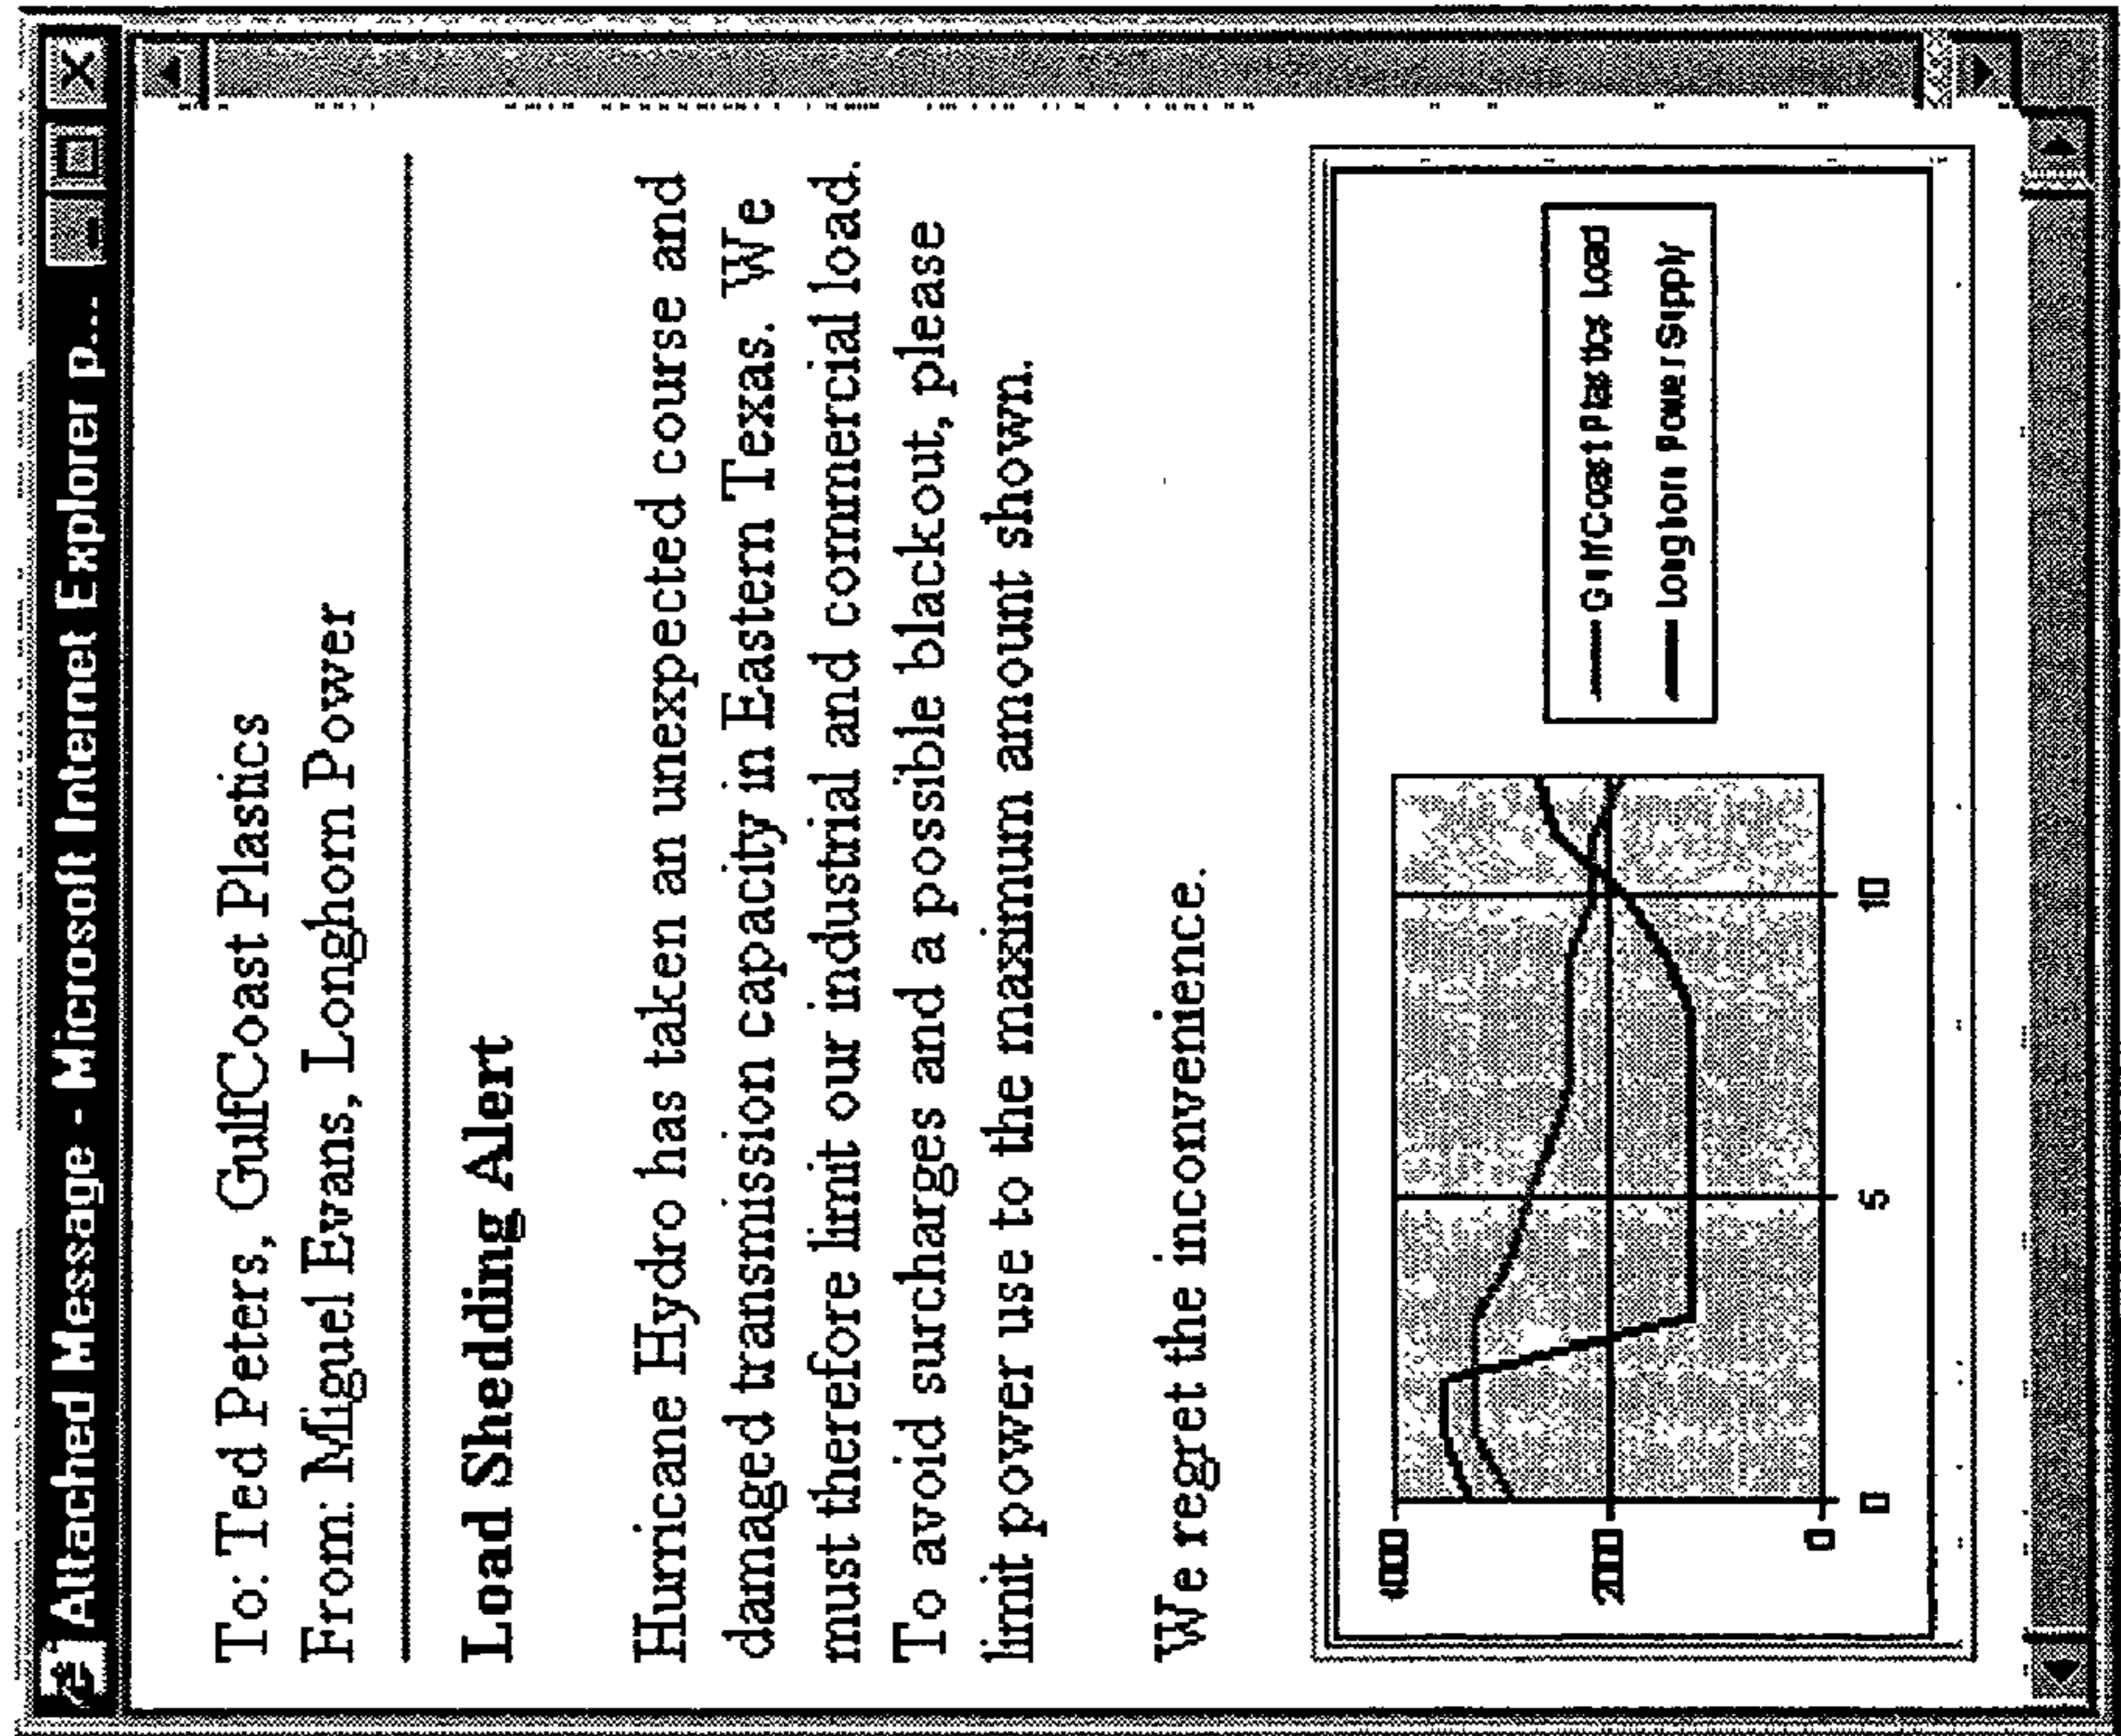 Attached Message - Microsoft Internet Explorer p...
To: Ted Peters, GulfCoast Plastics
From: Miguel Evans, Longhorn Power
Load Shedding Alert
Hurricane Hydro has taken an unexpected course and
damaged transmission capacity in Eastern Texas. We
must therefore limit our industrial and commercial load.
To avoid surcharges and a possible blackout, please
limit power use to the maximum amount shown.
We regret the inconvenience.
4000
2000
0
0 5 10
GulfCoast Plastics Load
Longhorn Power Supply